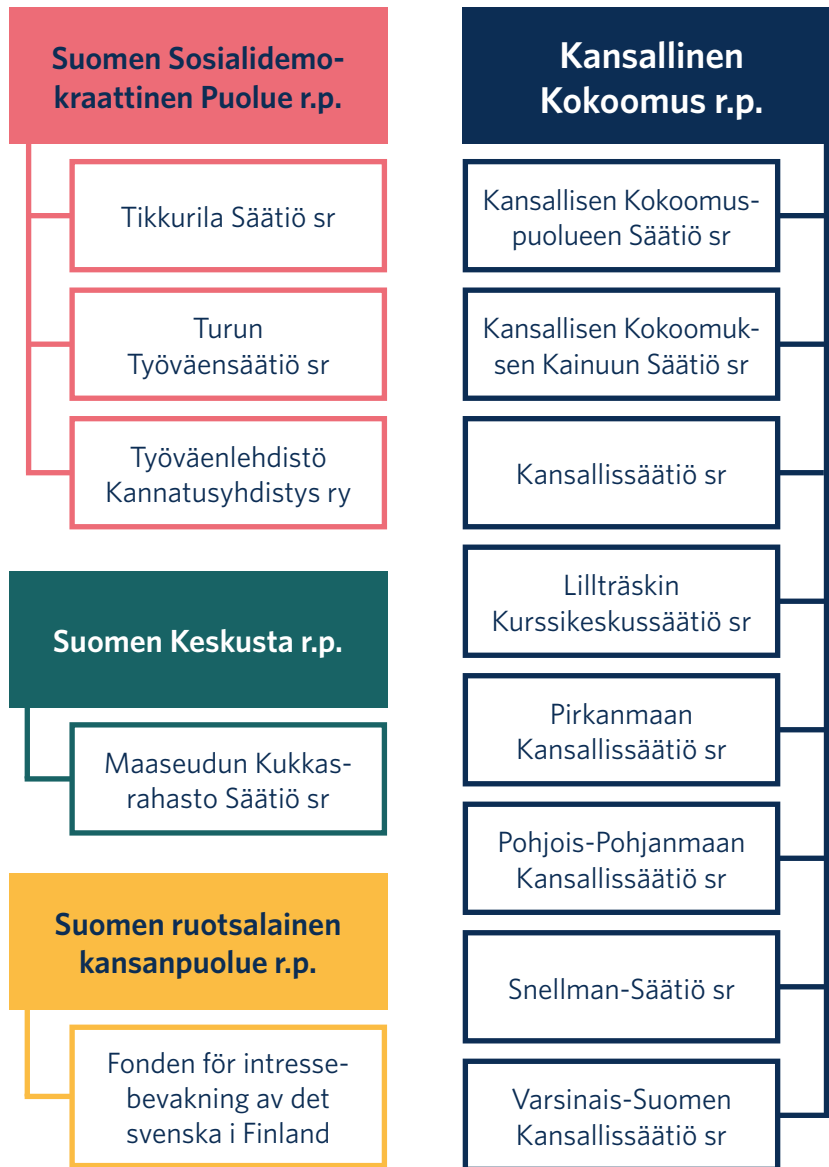 Suomen Sosialidemo-
kraattinen Puolue r.p.
Tikkurila Säätiö sr
Turun
Työväensäätiö sr
Työväenlehdistö
Kannatusyhdistys ry
Suomen Keskusta r.p.
Maaseudun Kukkas-
rahasto Säätiö sr
Suomen ruotsalainen
kansanpuolue r.p.
Fonden för intresse-
bevakning av det
svenska i Finland
Kansallinen
Kokoomus r.p.
Kansallisen Kokoomus-
puolueen Säätiö sr
Kansallisen Kokoomuk-
sen Kainuun Säätiö sr
Kansallissäätiö sr
Lillträskin
Kurssikeskussäätiö sr
Pirkanmaan
Kansallissäätiö sr
Pohjois-Pohjanmaan
Kansallissäätiö sr
Snellman-Säätiö sr
Varsinais-Suomen
Kansallissäätiö sr